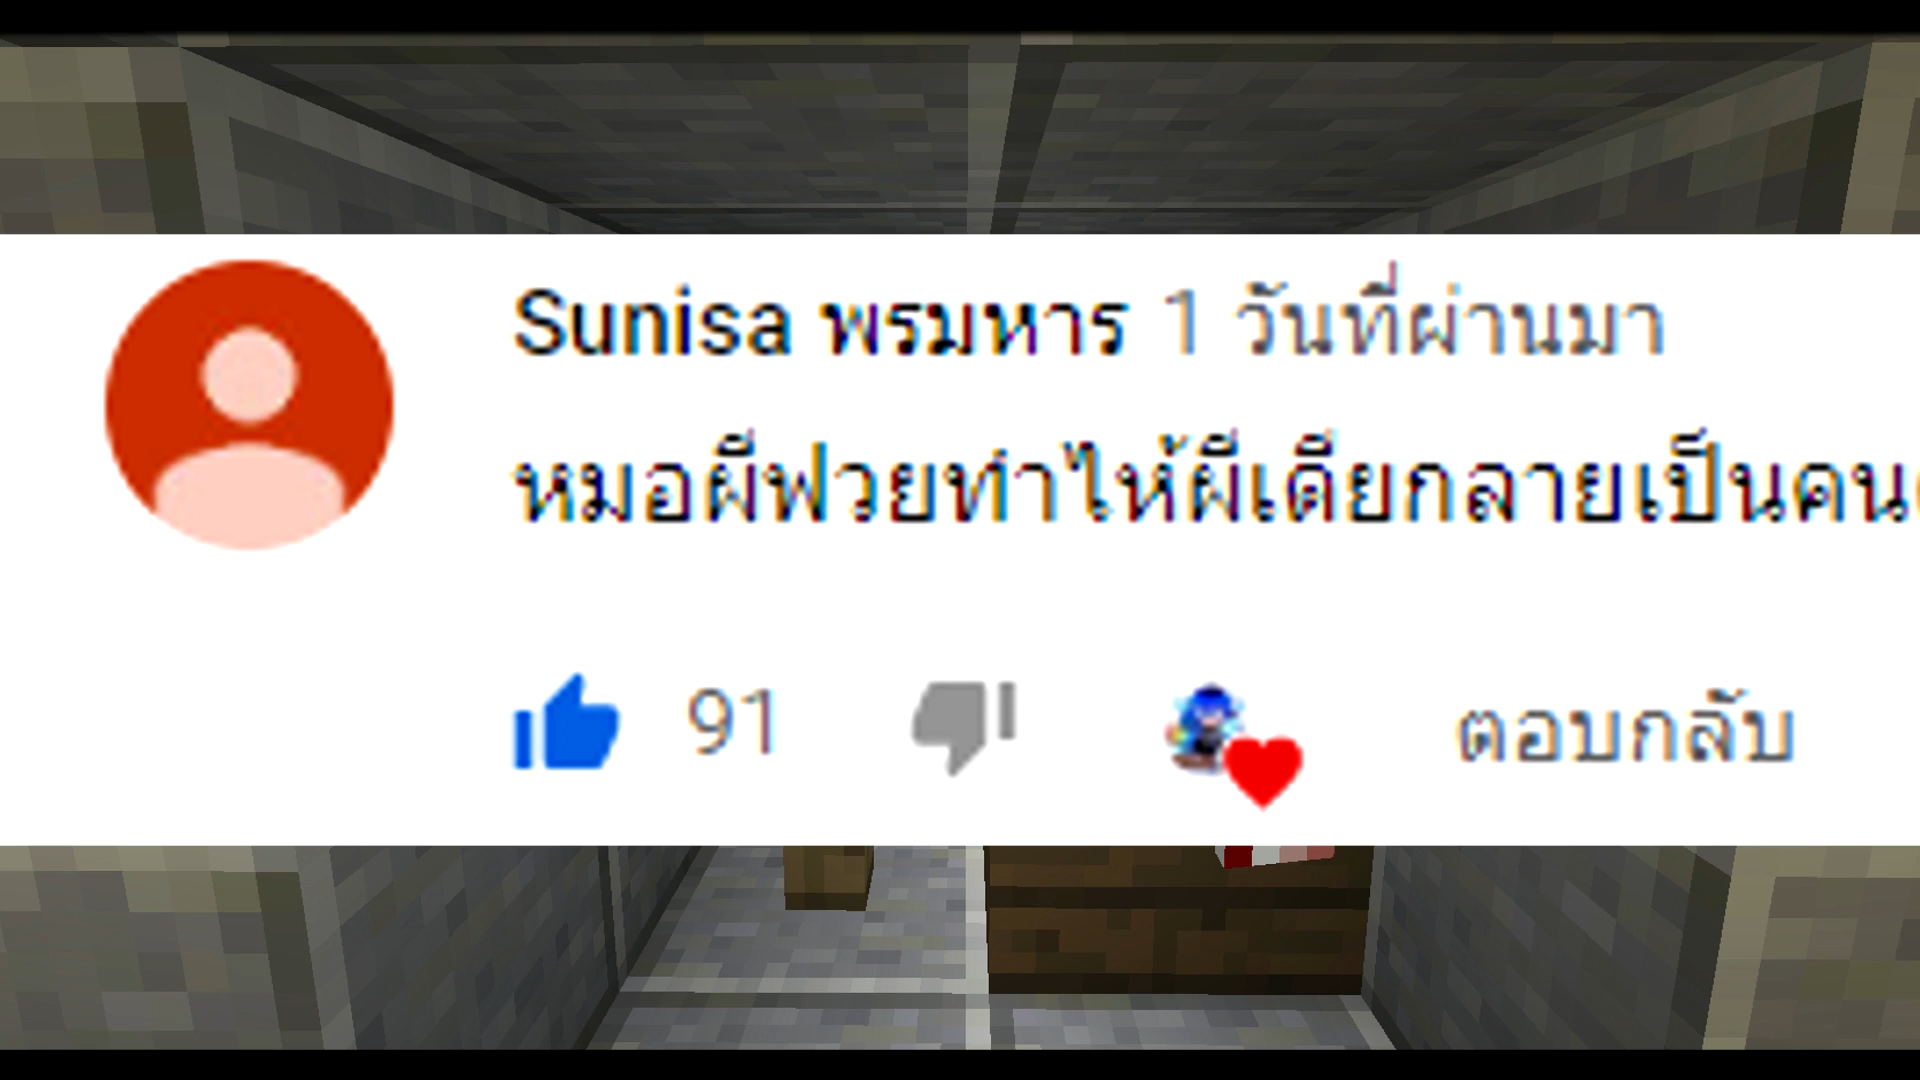 Sunisa พรมหาร 1 วันที่ผ่านมา
หมอผีฟวยทำไห้ผีเดียกลายเป็นคน
91
ตอบกลับ